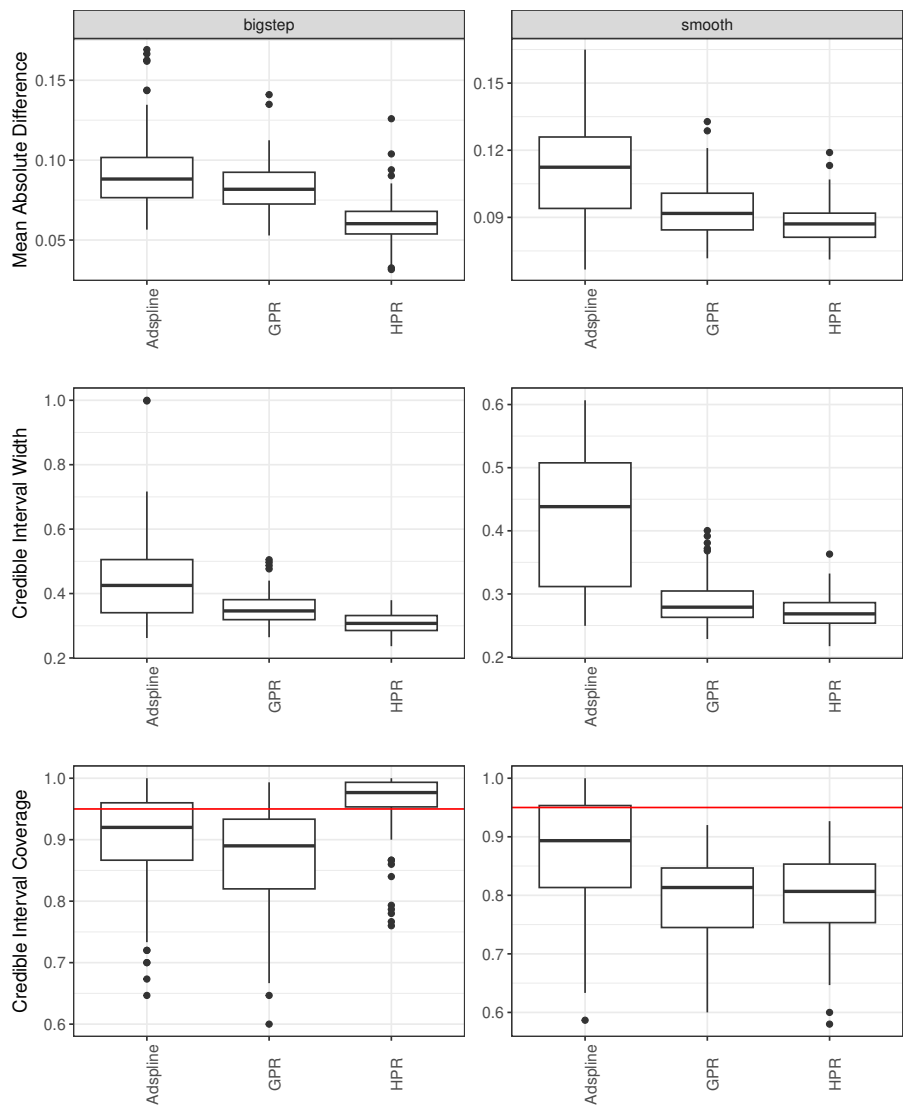 bigstep
smooth
Mean Absolute Difference
0.15
0.10
0.05
Adspline
GPR
HPR
0.15
0.12
0.09
Adspline
GPR
HPR
Credible Interval Width
1.0
0.8
0.6
0.4
0.2
Adspline
GPR
HPR
0.6
0.5
0.4
0.3
0.2
Adspline
GPR
HPR
Credible Interval Coverage
1.0
0.9
0.8
0.7
0.6
Adspline
GPR
HPR
1.0
0.9
0.8
0.7
0.6
Adspline
GPR
HPR